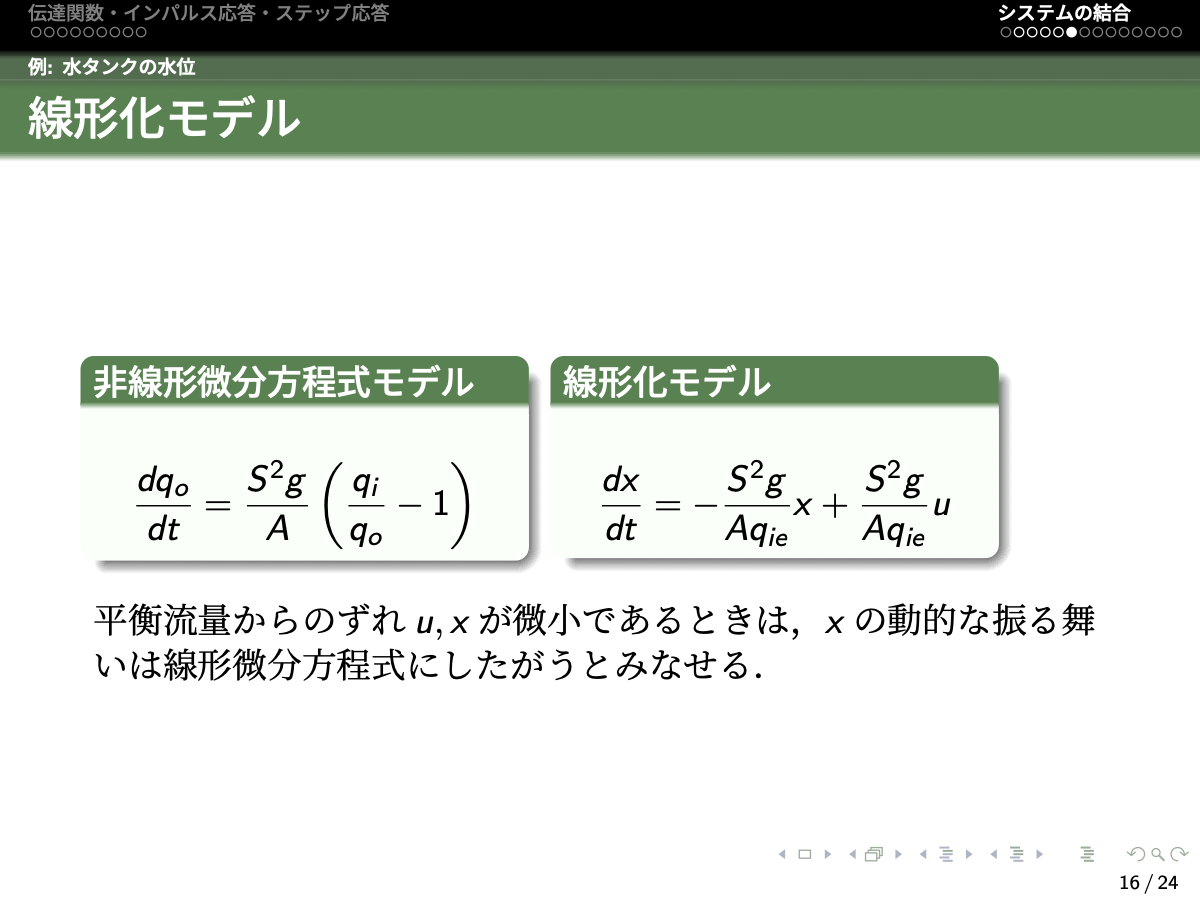 伝達関数・インパルス応答・ステップ応答 システムの結合
例: 水タンクの水位
線形化モデル
非線形微分方程式モデル
dq_o/dt = S^2 g/A (q_i/q_o − 1)
線形化モデル
dx/dt = −S^2 g/(Aq_ie) x + S^2 g/(Aq_ie) u
平衡流量からのずれ u, x が微小であるときは，x の動的な振る舞
いは線形微分方程式にしたがうとみなせる．
16 / 24